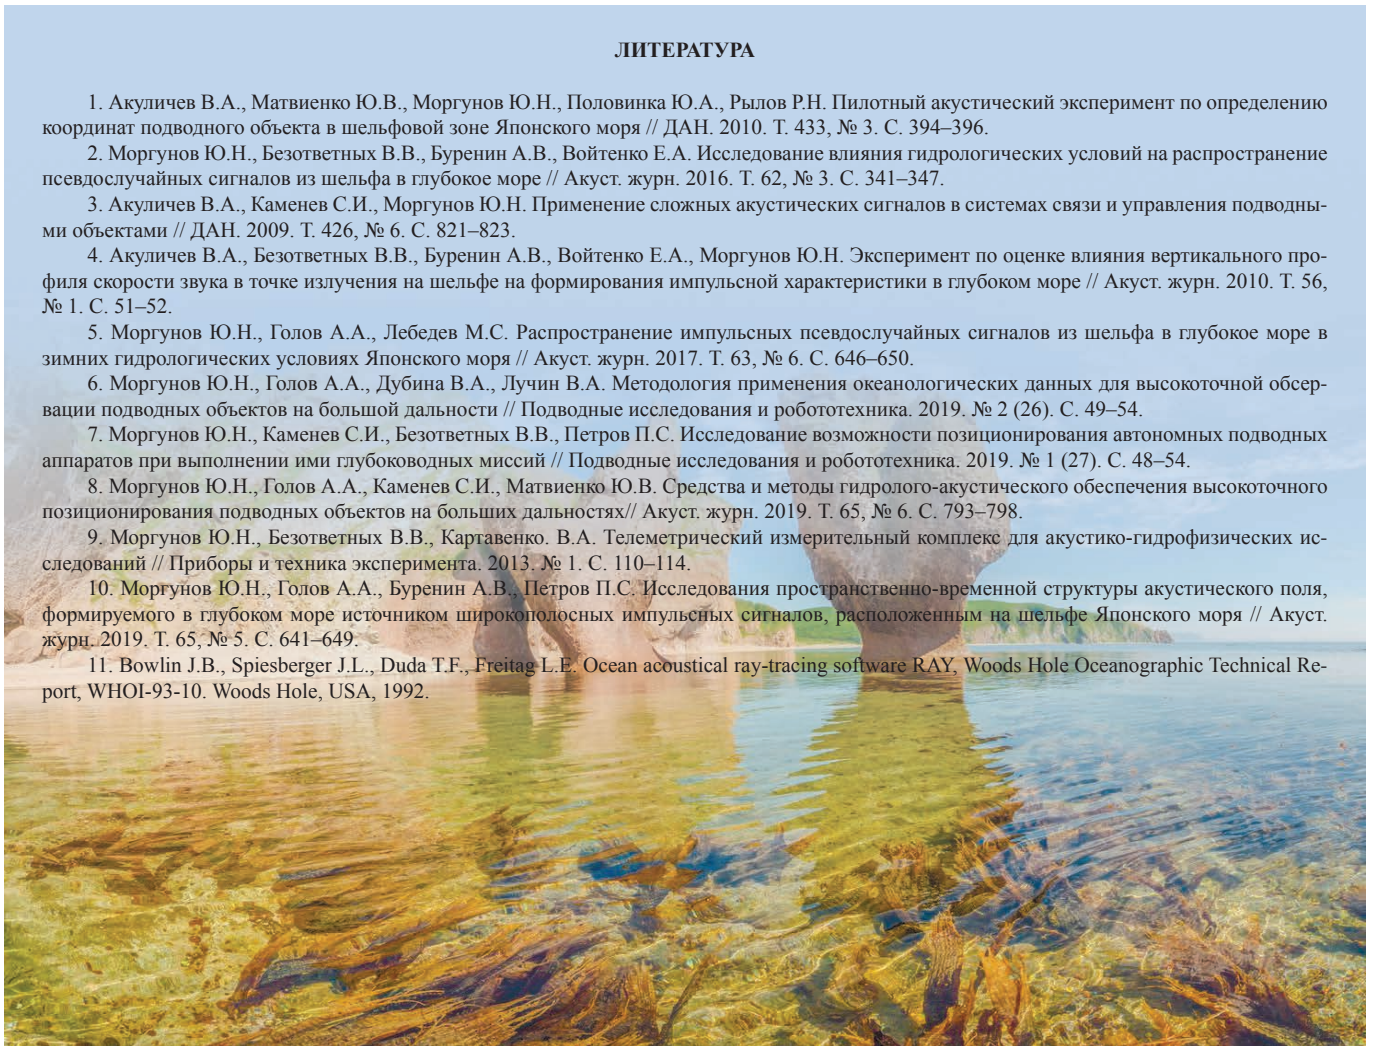 ЛИТЕРАТУРА
1. Акуличев В.А., Матвиенко Ю.В., Моргунов Ю.Н., Половинка Ю.А., Рылов Р.Н. Пилотный акустический эксперимент по определению
координат подводного объекта в шельфовой зоне Японского моря // ДАН. 2010. Т. 433, № 3. С. 394–396.
2. Моргунов Ю.Н., Безответных В.В., Буренин А.В., Войтенко Е.А. Исследование влияния гидрологических условий на распространение
псевдослучайных сигналов из шельфа в глубокое море // Акуст. журн. 2016. Т. 62, № 3. С. 341–347.
3. Акуличев В.А., Каменев С.И., Моргунов Ю.Н. Применение сложных акустических сигналов в системах связи и управления подводны-
ми объектами // ДАН. 2009. Т. 426, № 6. С. 821–823.
4. Акуличев В.А., Безответных В.В., Буренин А.В., Войтенко Е.А., Моргунов Ю.Н. Эксперимент по оценке влияния вертикального про-
филя скорости звука в точке излучения на шельфе на формирования импульсной характеристики в глубоком море // Акуст. журн. 2010. Т. 56,
№ 1. С. 51–52.
5. Моргунов Ю.Н., Голов А.А., Лебедев М.С. Распространение импульсных псевдослучайных сигналов из шельфа в глубокое море в
зимних гидрологических условиях Японского моря // Акуст. журн. 2017. Т. 63, № 6. С. 646–650.
6. Моргунов Ю.Н., Голов А.А., Дубина В.А., Лучин В.А. Методология применения океанологических данных для высокоточной обсер-
вации подводных объектов на большой дальности // Подводные исследования и робототехника. 2019. № 2 (26). С. 49–54.
7. Моргунов Ю.Н., Каменев С.И., Безответных В.В., Петров П.С. Исследование возможности позиционирования автономных подводных
аппаратов при выполнении ими глубоководных миссий // Подводные исследования и робототехника. 2019. № 1 (27). С. 48–54.
8. Моргунов Ю.Н., Голов А.А., Каменев С.И., Матвиенко Ю.В. Средства и методы гидролого-акустического обеспечения высокоточного
позиционирования подводных объектов на больших дальностях// Акуст. журн. 2019. Т. 65, № 6. С. 793–798.
9. Моргунов Ю.Н., Безответных В.В., Картавенко. В.А. Телеметрический измерительный комплекс для акустико-гидрофизических ис-
следований // Приборы и техника эксперимента. 2013. № 1. С. 110–114.
10. Моргунов Ю.Н., Голов А.А., Буренин А.В., Петров П.С. Исследования пространственно-временной структуры акустического поля,
формируемого в глубоком море источником широкополосных импульсных сигналов, расположенным на шельфе Японского моря // Акуст.
журн. 2019. Т. 65, № 5. С. 641–649.
11. Bowlin J.B., Spiesberger J.L., Duda T.F., Freitag L.E. Ocean acoustical ray-tracing software RAY, Woods Hole Oceanographic Technical Re-
port, WHOI-93-10. Woods Hole, USA, 1992.